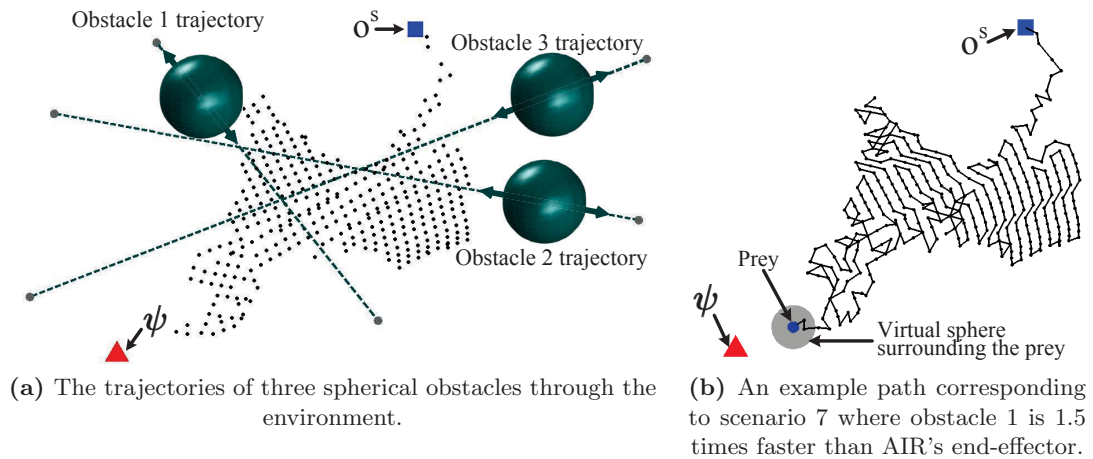 Obstacle 1 trajectory
oˢ
Obstacle 3 trajectory
Obstacle 2 trajectory
ψ
(a) The trajectories of three spherical obstacles through the
environment.
oˢ
Prey
ψ
Virtual sphere
surrounding the prey
(b) An example path corresponding
to scenario 7 where obstacle 1 is 1.5
times faster than AIR's end-effector.